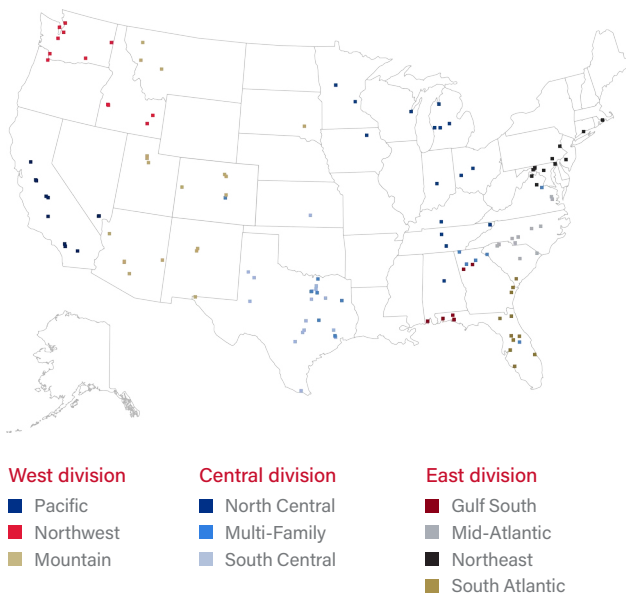 West division
Pacific
Northwest
Mountain
Central division
North Central
Multi-Family
South Central
East division
Gulf South
Mid-Atlantic
Northeast
South Atlantic